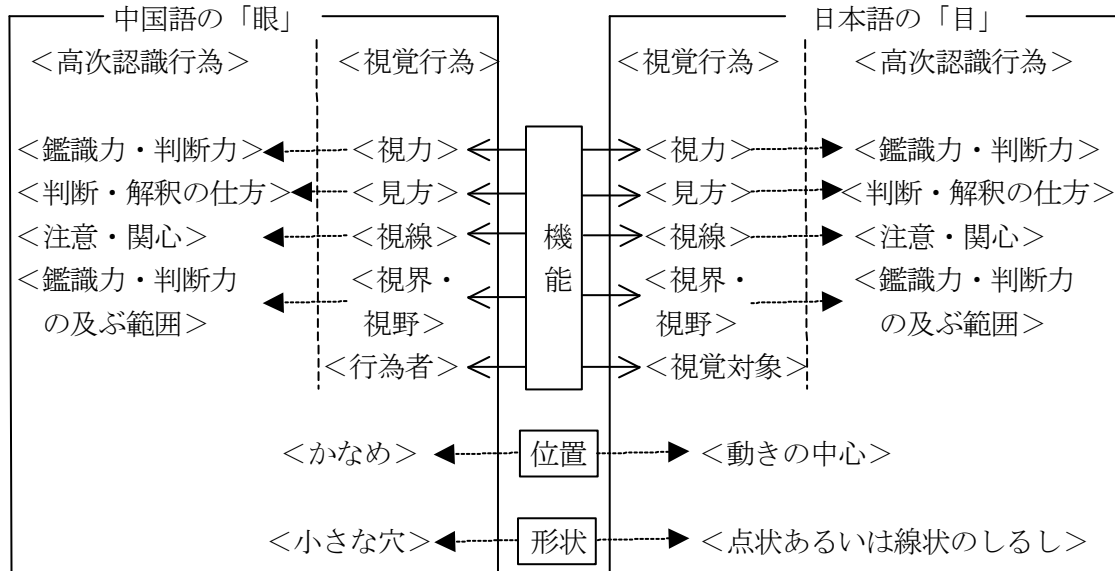 中国語の「眼」 日本語の「目」
＜高次認識行為＞ ＜視覚行為＞ ＜視覚行為＞ ＜高次認識行為＞
＜鑑識力・判断力＞ ＜視力＞ ＜視力＞ ＜鑑識力・判断力＞
＜判断・解釈の仕方＞ ＜見方＞ ＜見方＞ ＜判断・解釈の仕方＞
＜注意・関心＞ ＜視線＞ 機 ＜視線＞ ＜注意・関心＞
＜鑑識力・判断力 ＜視界・ 能 ＜視界・ ＜鑑識力・判断力
の及ぶ範囲＞ 視野＞ 視野＞ の及ぶ範囲＞
＜行為者＞ ＜視覚対象＞
＜かなめ＞ 位置 ＜動きの中心＞
＜小さな穴＞ 形状 ＜点状あるいは線状のしるし＞